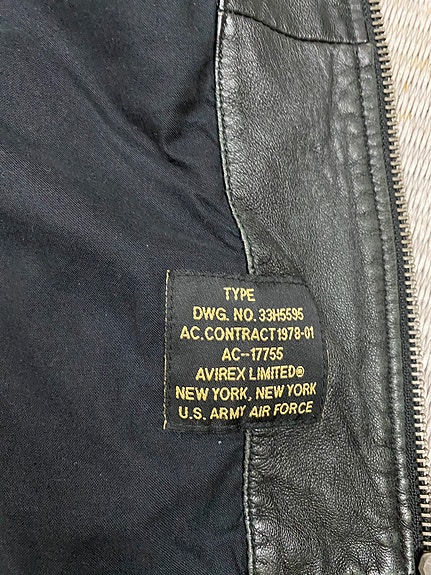 TYPE
DWG. NO. 33H5595
AC. CONTRACT 1978-01
AC--17755
AVIREX LIMITED®
NEW YORK, NEW YORK
U.S. ARMY AIR FORCE